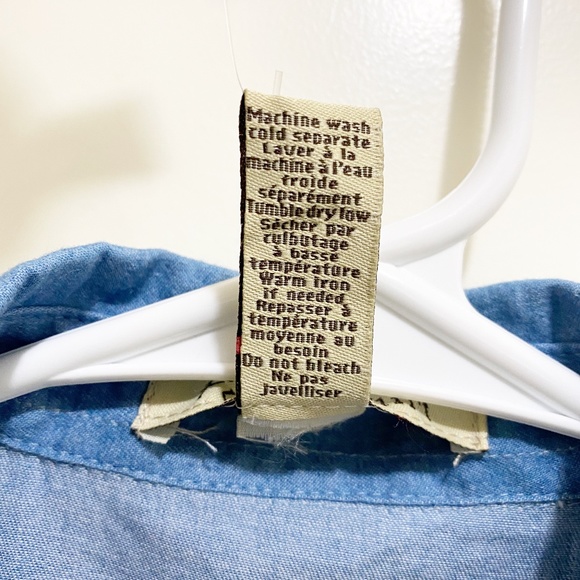 Machine wash
cold separate
Laver à la
machine à l'eau
froide
séparément
Tumble dry low
Sécher par
culbutage
à basse
température
Warm iron
if needed
Repasser à
température
moyenne au
besoin
Do not bleach
Ne pas
javelliser